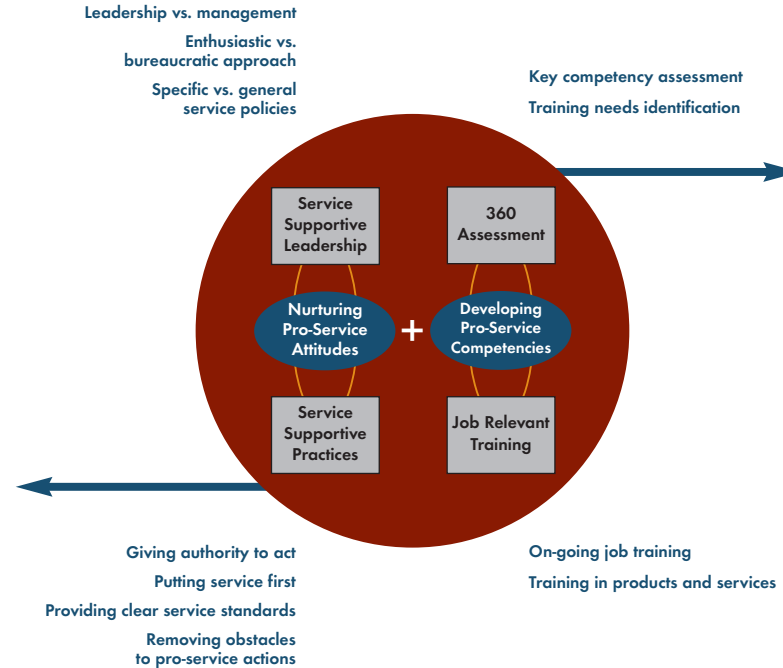 Leadership vs. management
Enthusiastic vs.
bureaucratic approach
Specific vs. general
service policies
Key competency assessment
Training needs identification
Service
Supportive
Leadership
360
Assessment
Nurturing
Pro-Service
Attitudes
+
Developing
Pro-Service
Competencies
Service
Supportive
Practices
Job Relevant
Training
Giving authority to act
Putting service first
Providing clear service standards
Removing obstacles
to pro-service actions
On-going job training
Training in products and services